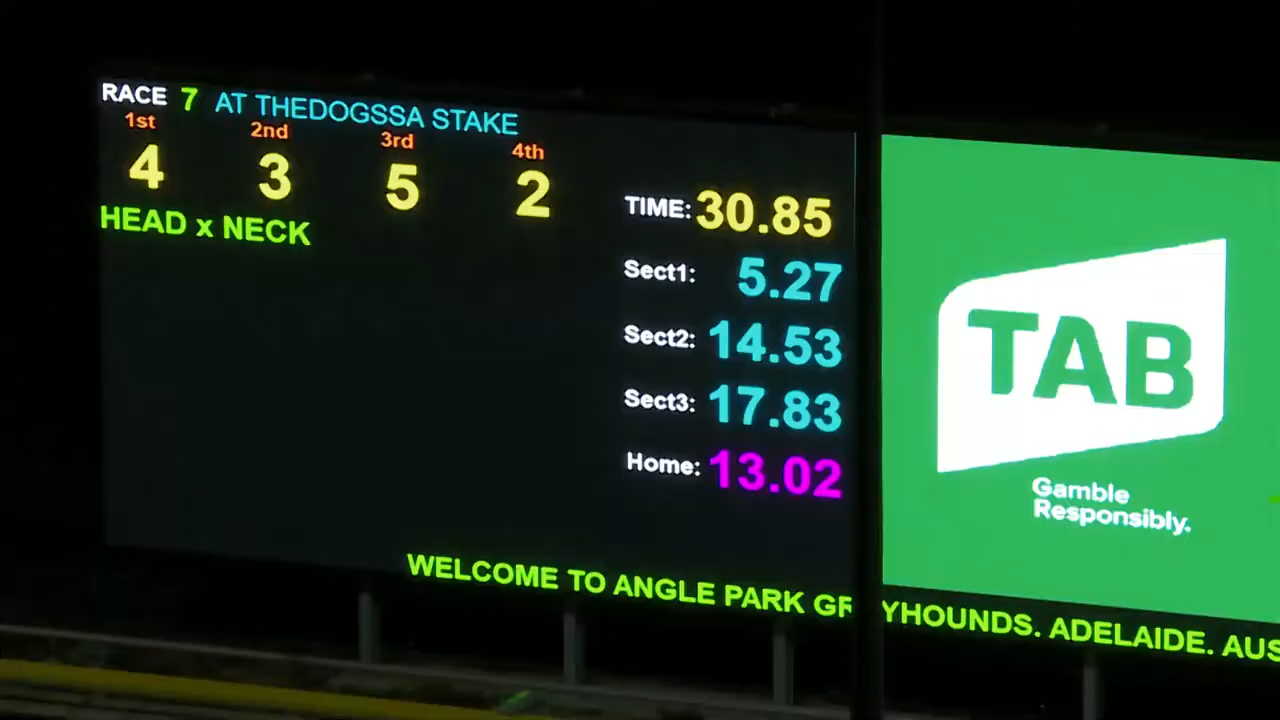 RACE 7 AT THEDOGSSA STAKE
1st 2nd 3rd 4th
4 3 5 2
HEAD x NECK
TIME: 30.85
Sect1: 5.27
Sect2: 14.53
Sect3: 17.83
Home: 13.02
TAB
Gamble
Responsibly.
WELCOME TO ANGLE PARK GR YHOUNDS. ADELAIDE. AUS